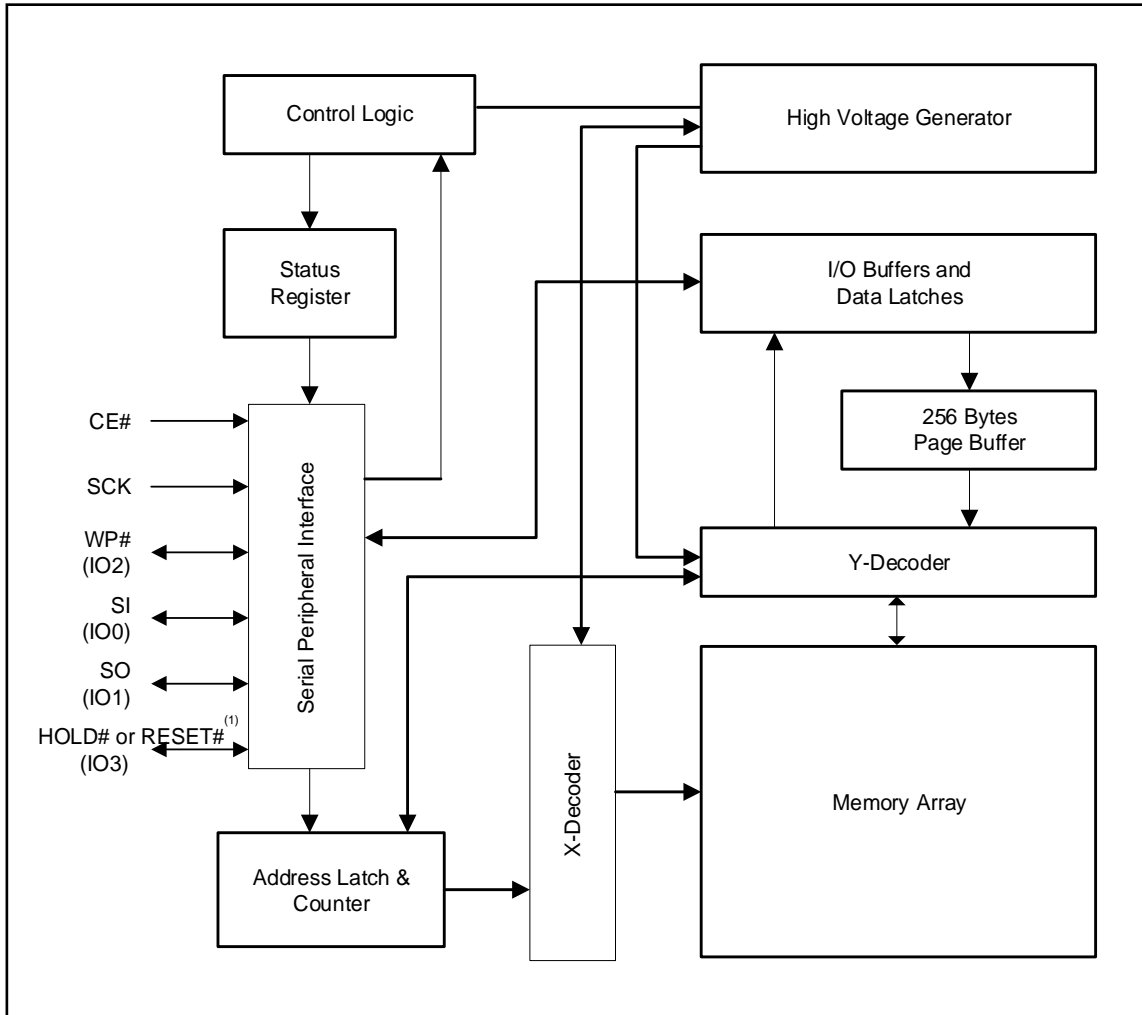 Control Logic
High Voltage Generator
Status
Register
I/O Buffers and
Data Latches
256 Bytes
Page Buffer
CE#
SCK
WP#
(IO2)
SI
(IO0)
SO
(IO1)
HOLD# or RESET#(1)
(IO3)
Serial Peripheral Interface
Y-Decoder
X-Decoder
Memory Array
Address Latch &
Counter